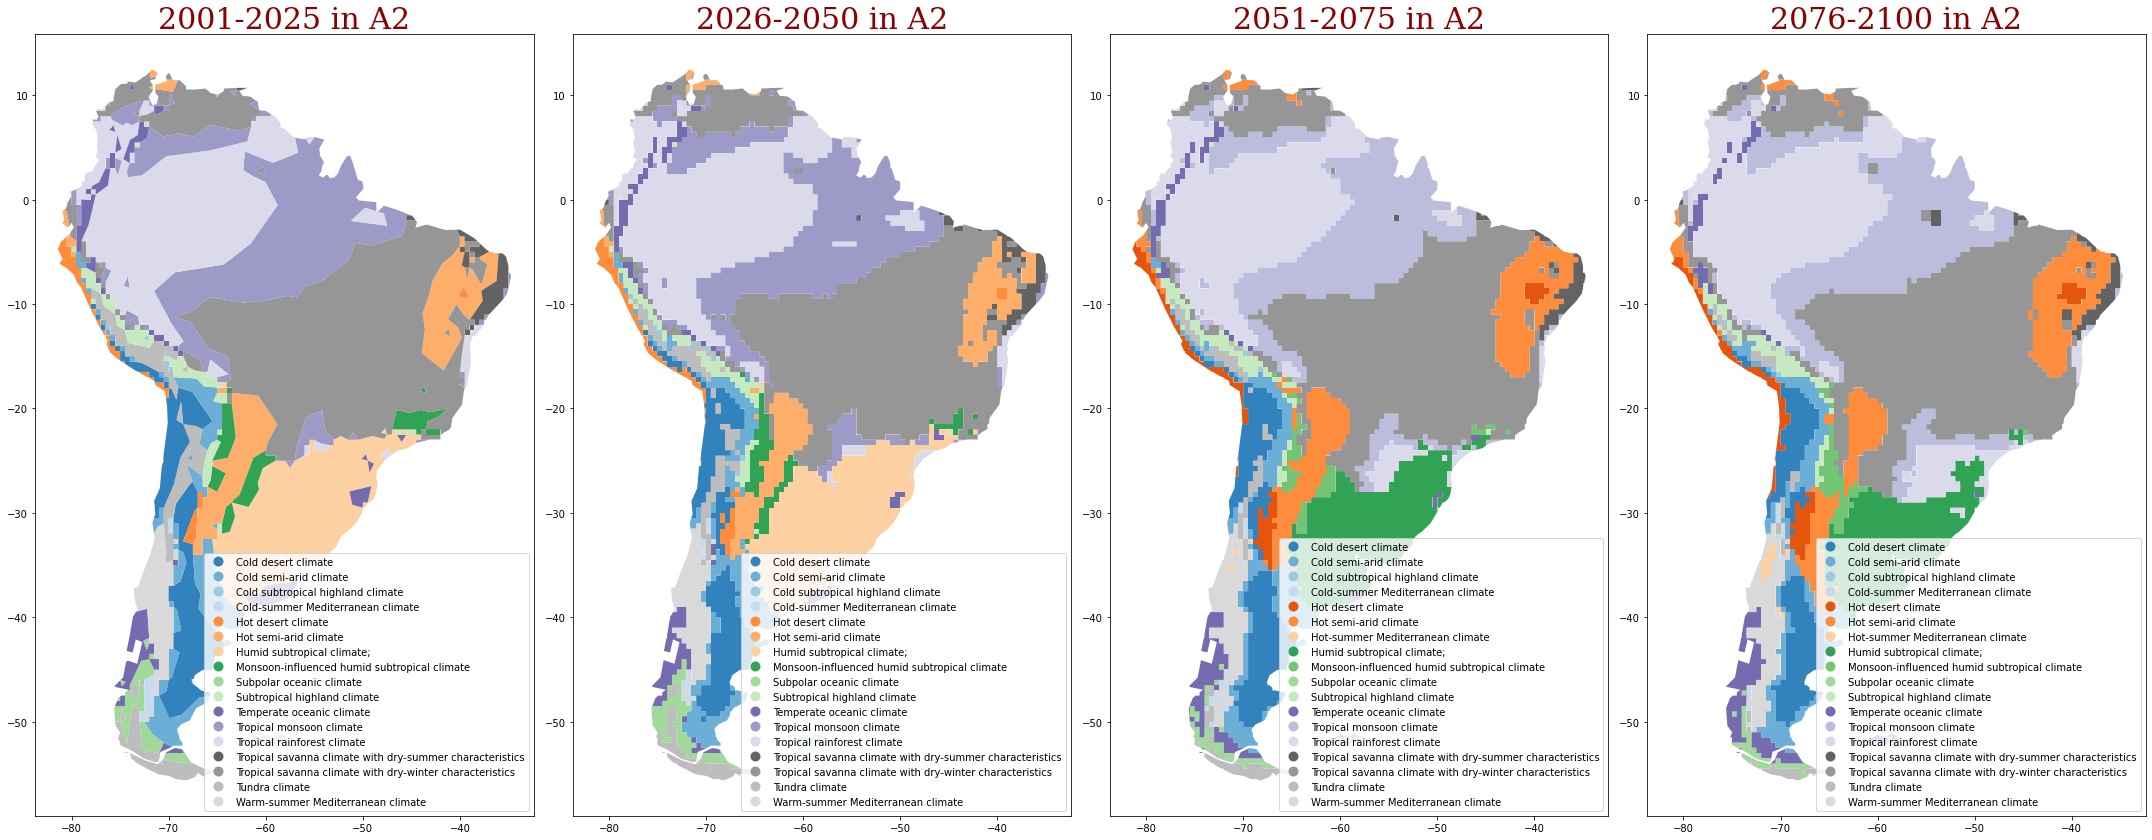 2001-2025 in A2
10
0
−10
−20
−30
−40
−50
−80
−70
−60
−50
−40
Cold desert climate
Cold semi-arid climate
Cold subtropical highland climate
Cold-summer Mediterranean climate
Hot desert climate
Hot semi-arid climate
Humid subtropical climate;
Monsoon-influenced humid subtropical climate
Subpolar oceanic climate
Subtropical highland climate
Temperate oceanic climate
Tropical monsoon climate
Tropical rainforest climate
Tropical savanna climate with dry-summer characteristics
Tropical savanna climate with dry-winter characteristics
Tundra climate
Warm-summer Mediterranean climate
2026-2050 in A2
10
0
−10
−20
−30
−40
−50
−80
−70
−60
−50
−40
Cold desert climate
Cold semi-arid climate
Cold subtropical highland climate
Cold-summer Mediterranean climate
Hot desert climate
Hot semi-arid climate
Humid subtropical climate;
Monsoon-influenced humid subtropical climate
Subpolar oceanic climate
Subtropical highland climate
Temperate oceanic climate
Tropical monsoon climate
Tropical rainforest climate
Tropical savanna climate with dry-summer characteristics
Tropical savanna climate with dry-winter characteristics
Tundra climate
Warm-summer Mediterranean climate
2051-2075 in A2
10
0
−10
−20
−30
−40
−50
−80
−70
−60
−50
−40
Cold desert climate
Cold semi-arid climate
Cold subtropical highland climate
Cold-summer Mediterranean climate
Hot desert climate
Hot semi-arid climate
Hot-summer Mediterranean climate
Humid subtropical climate;
Monsoon-influenced humid subtropical climate
Subpolar oceanic climate
Subtropical highland climate
Temperate oceanic climate
Tropical monsoon climate
Tropical rainforest climate
Tropical savanna climate with dry-summer characteristics
Tropical savanna climate with dry-winter characteristics
Tundra climate
Warm-summer Mediterranean climate
2076-2100 in A2
10
0
−10
−20
−30
−40
−50
−80
−70
−60
−50
−40
Cold desert climate
Cold semi-arid climate
Cold subtropical highland climate
Cold-summer Mediterranean climate
Hot desert climate
Hot semi-arid climate
Hot-summer Mediterranean climate
Humid subtropical climate;
Monsoon-influenced humid subtropical climate
Subpolar oceanic climate
Subtropical highland climate
Temperate oceanic climate
Tropical monsoon climate
Tropical rainforest climate
Tropical savanna climate with dry-summer characteristics
Tropical savanna climate with dry-winter characteristics
Tundra climate
Warm-summer Mediterranean climate